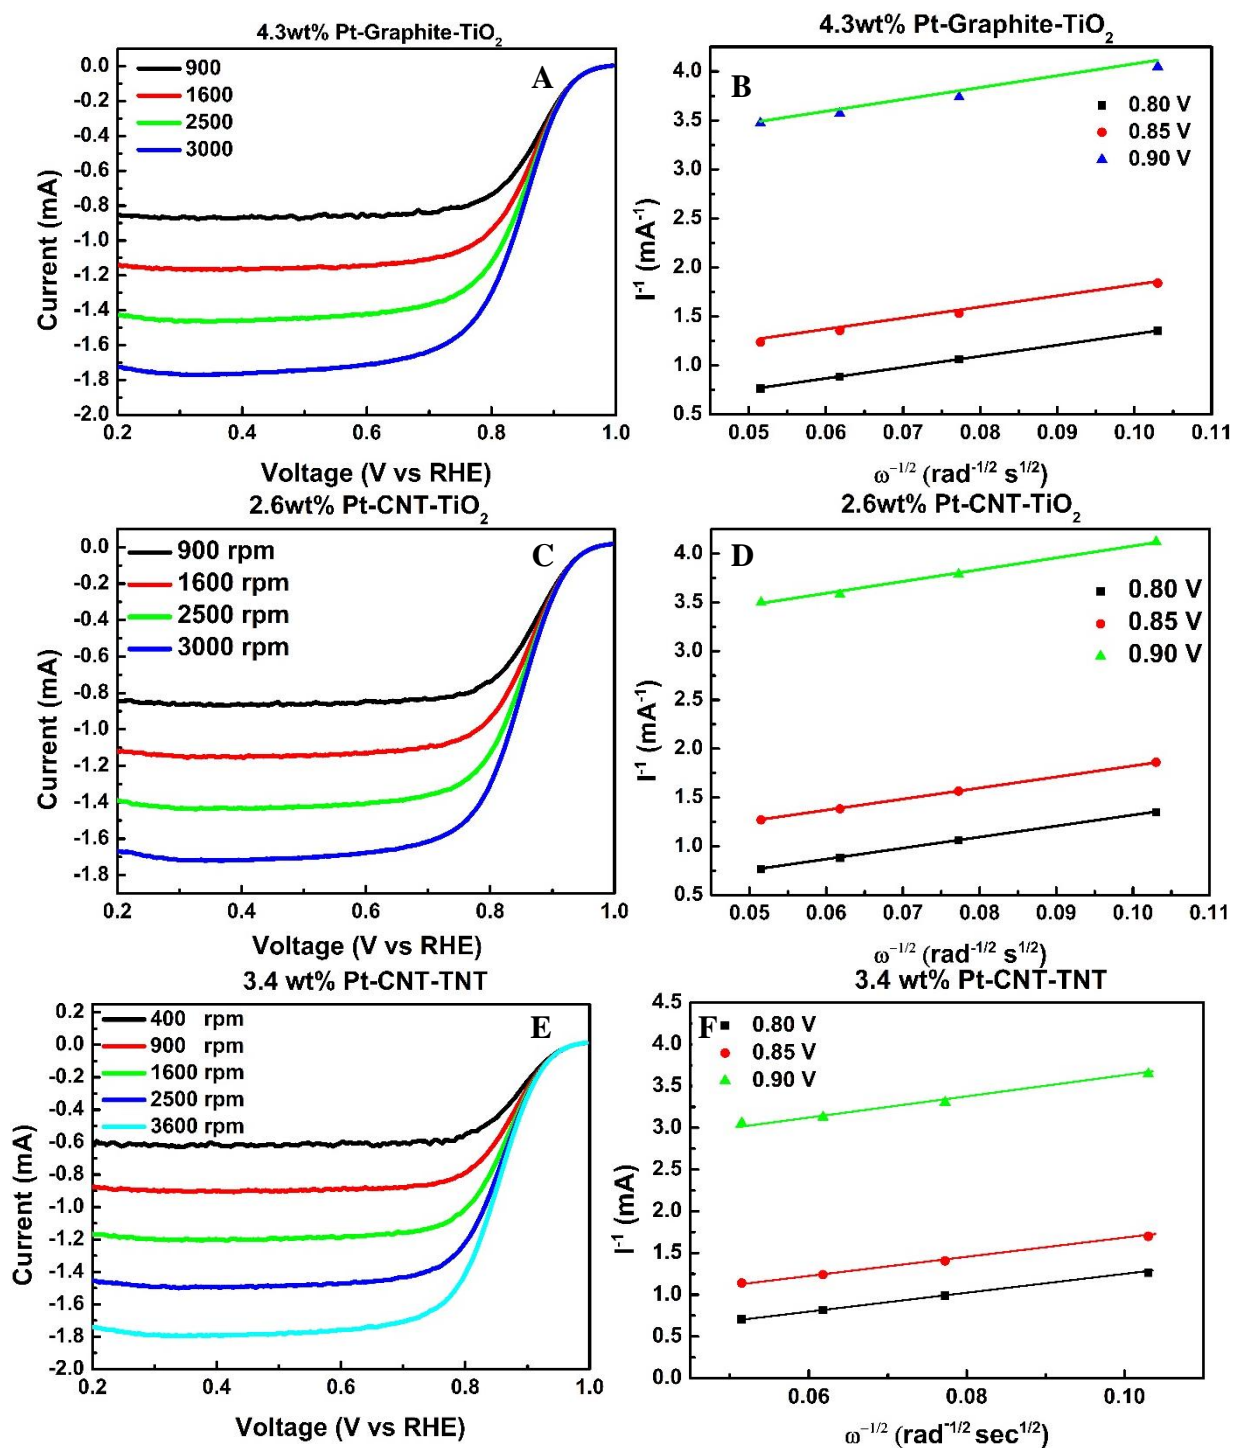 4.3wt% Pt-Graphite-TiO2
A
900
1600
2500
3000
0.0
-0.2
-0.4
-0.6
-0.8
-1.0
-1.2
-1.4
-1.6
-1.8
-2.0
0.2 0.4 0.6 0.8 1.0
Current (mA)
Voltage (V vs RHE)
4.3wt% Pt-Graphite-TiO2
B
0.80 V
0.85 V
0.90 V
4.0
3.5
3.0
2.5
2.0
1.5
1.0
0.5
0.05 0.06 0.07 0.08 0.09 0.10 0.11
I-1 (mA-1)
ω−1/2 (rad-1/2 s1/2)
2.6wt% Pt-CNT-TiO2
C
900 rpm
1600 rpm
2500 rpm
3000 rpm
0.0
-0.2
-0.4
-0.6
-0.8
-1.0
-1.2
-1.4
-1.6
-1.8
0.2 0.4 0.6 0.8 1.0
Current (mA)
Voltage (V vs RHE)
2.6wt% Pt-CNT-TiO2
D
0.80 V
0.85 V
0.90 V
4.0
3.5
3.0
2.5
2.0
1.5
1.0
0.5
0.05 0.06 0.07 0.08 0.09 0.10 0.11
I-1 (mA-1)
ω−1/2 (rad-1/2 s1/2)
3.4 wt% Pt-CNT-TNT
E
400 rpm
900 rpm
1600 rpm
2500 rpm
3600 rpm
0.2
0.0
-0.2
-0.4
-0.6
-0.8
-1.0
-1.2
-1.4
-1.6
-1.8
-2.0
0.2 0.4 0.6 0.8 1.0
Current (mA)
Voltage (V vs RHE)
3.4 wt% Pt-CNT-TNT
F
0.80 V
0.85 V
0.90 V
4.5
4.0
3.5
3.0
2.5
2.0
1.5
1.0
0.5
0.0
0.06 0.08 0.10
I-1 (mA)
ω−1/2 (rad-1/2 sec1/2)